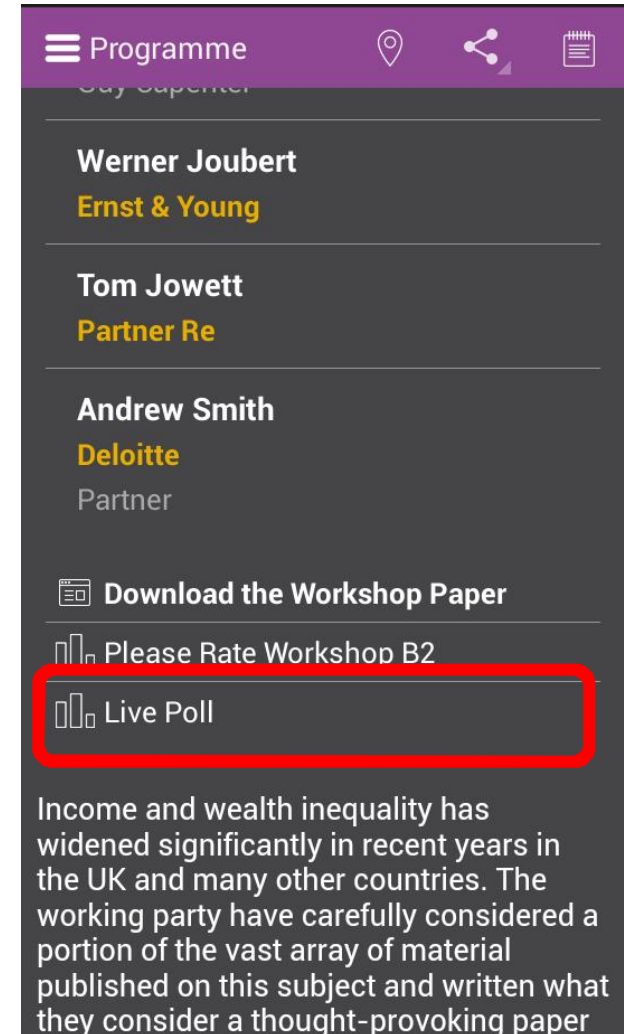 Programme
Guy Capenter
Werner Joubert
Ernst & Young
Tom Jowett
Partner Re
Andrew Smith
Deloitte
Partner
Download the Workshop Paper
Please Rate Workshop B2
Live Poll
Income and wealth inequality has
widened significantly in recent years in
the UK and many other countries. The
working party have carefully considered a
portion of the vast array of material
published on this subject and written what
they consider a thought-provoking paper